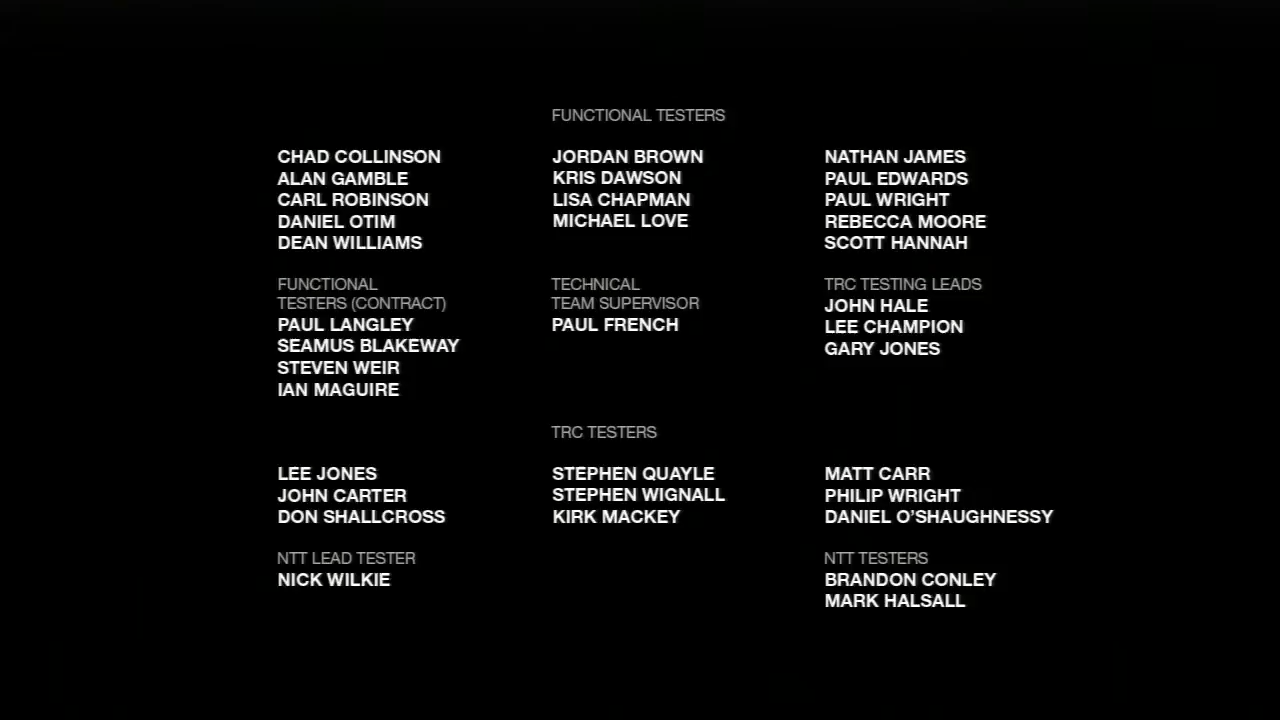 FUNCTIONAL TESTERS
CHAD COLLINSON
ALAN GAMBLE
CARL ROBINSON
DANIEL OTIM
DEAN WILLIAMS
JORDAN BROWN
KRIS DAWSON
LISA CHAPMAN
MICHAEL LOVE
NATHAN JAMES
PAUL EDWARDS
PAUL WRIGHT
REBECCA MOORE
SCOTT HANNAH
FUNCTIONAL
TESTERS (CONTRACT)
PAUL LANGLEY
SEAMUS BLAKEWAY
STEVEN WEIR
IAN MAGUIRE
TECHNICAL
TEAM SUPERVISOR
PAUL FRENCH
TRC TESTING LEADS
JOHN HALE
LEE CHAMPION
GARY JONES
TRC TESTERS
LEE JONES
JOHN CARTER
DON SHALLCROSS
STEPHEN QUAYLE
STEPHEN WIGNALL
KIRK MACKEY
MATT CARR
PHILIP WRIGHT
DANIEL O’SHAUGHNESSY
NTT LEAD TESTER
NICK WILKIE
NTT TESTERS
BRANDON CONLEY
MARK HALSALL